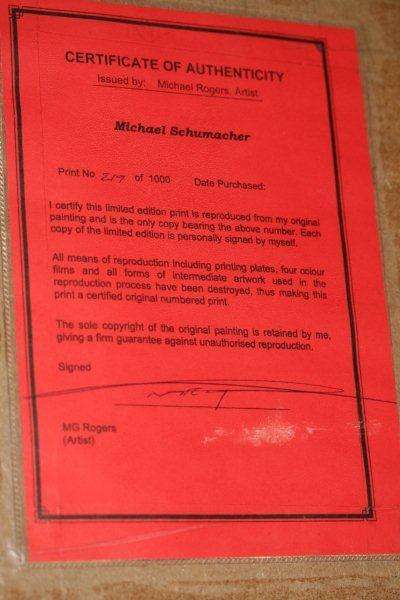 CERTIFICATE OF AUTHENTICITY
Issued by: Michael Rogers, Artist
Michael Schumacher
Print No 217 of 1000 Date Purchased:
I certify this limited edition print is reproduced from my original
painting and is the only copy bearing the above number. Each
copy of the limited edition is personally signed by myself.
All means of reproduction including printing plates, four colour
films and all forms of intermediate artwork used in the
reproduction process have been destroyed, thus making this
print a certified original numbered print.
The sole copyright of the original painting is retained by me,
giving a firm guarantee against unauthorised reproduction.
Signed
MG Rogers
(Artist)